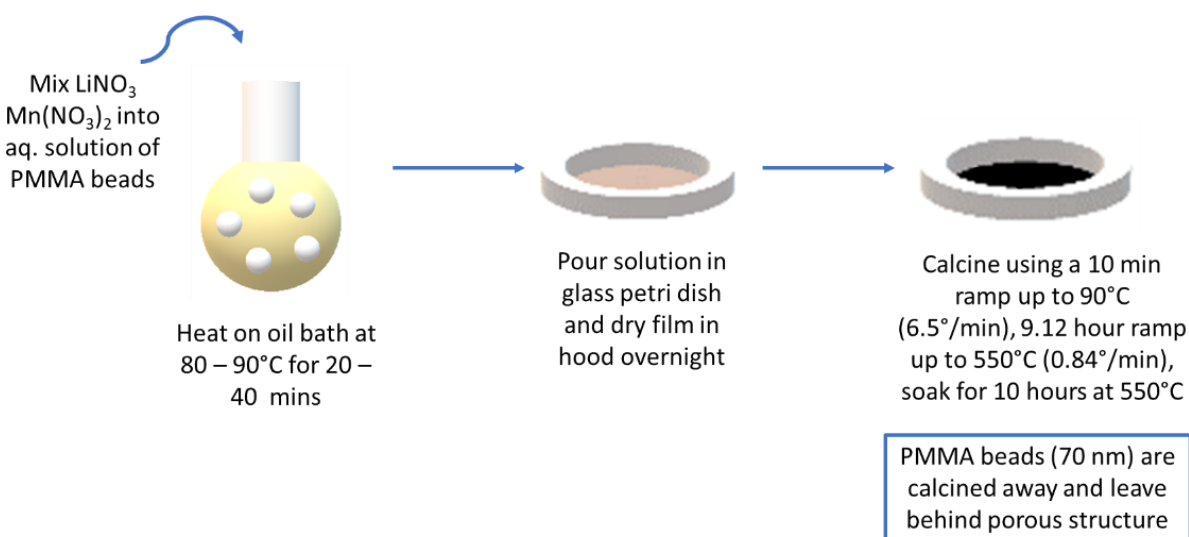 Mix LiNO₃
Mn(NO₃)₂ into
aq. solution of
PMMA beads
Heat on oil bath at
80 – 90°C for 20 –
40 mins
Pour solution in
glass petri dish
and dry film in
hood overnight
Calcine using a 10 min
ramp up to 90°C
(6.5°/min), 9.12 hour ramp
up to 550°C (0.84°/min),
soak for 10 hours at 550°C
PMMA beads (70 nm) are
calcined away and leave
behind porous structure